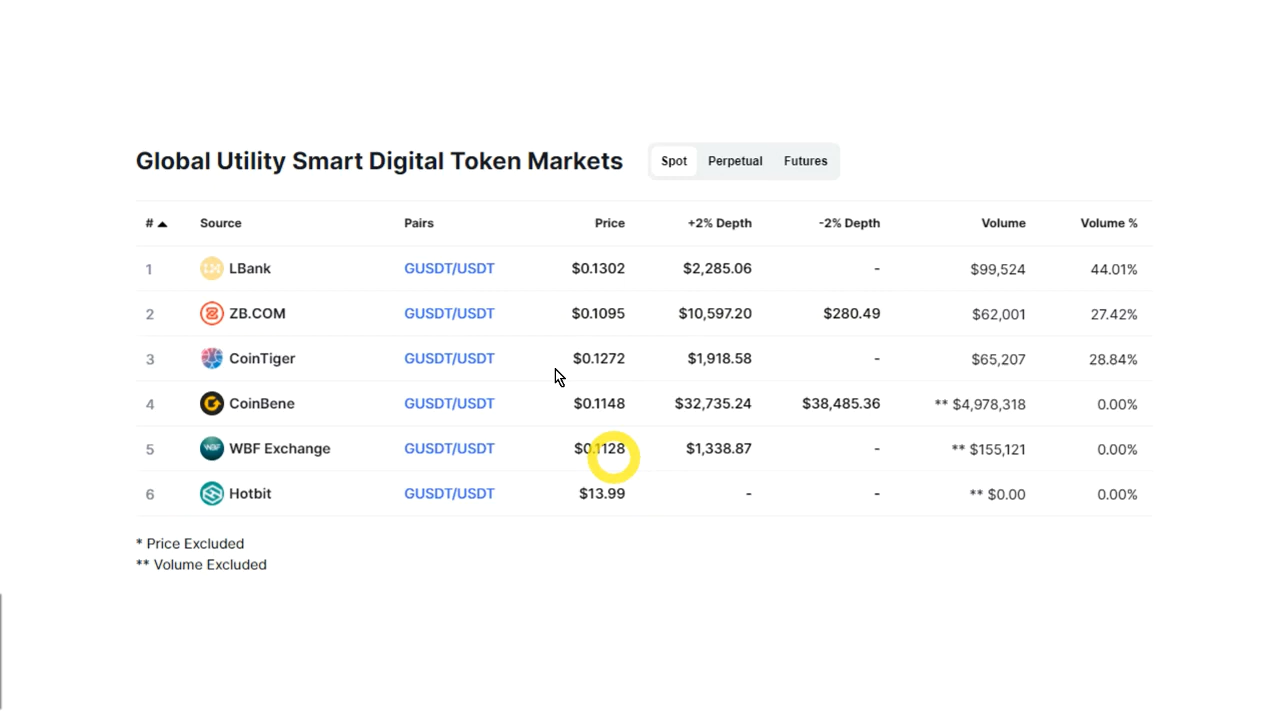 Global Utility Smart Digital Token Markets Spot Perpetual Futures
# Source Pairs Price +2% Depth -2% Depth Volume Volume %
1 LBank GUSDT/USDT $0.1302 $2,285.06 - $99,524 44.01%
2 ZB.COM GUSDT/USDT $0.1095 $10,597.20 $280.49 $62,001 27.42%
3 CoinTiger GUSDT/USDT $0.1272 $1,918.58 - $65,207 28.84%
4 CoinBene GUSDT/USDT $0.1148 $32,735.24 $38,485.36 ** $4,978,318 0.00%
5 WBF Exchange GUSDT/USDT $0.1128 $1,338.87 - ** $155,121 0.00%
6 Hotbit GUSDT/USDT $13.99 - - ** $0.00 0.00%
* Price Excluded
** Volume Excluded